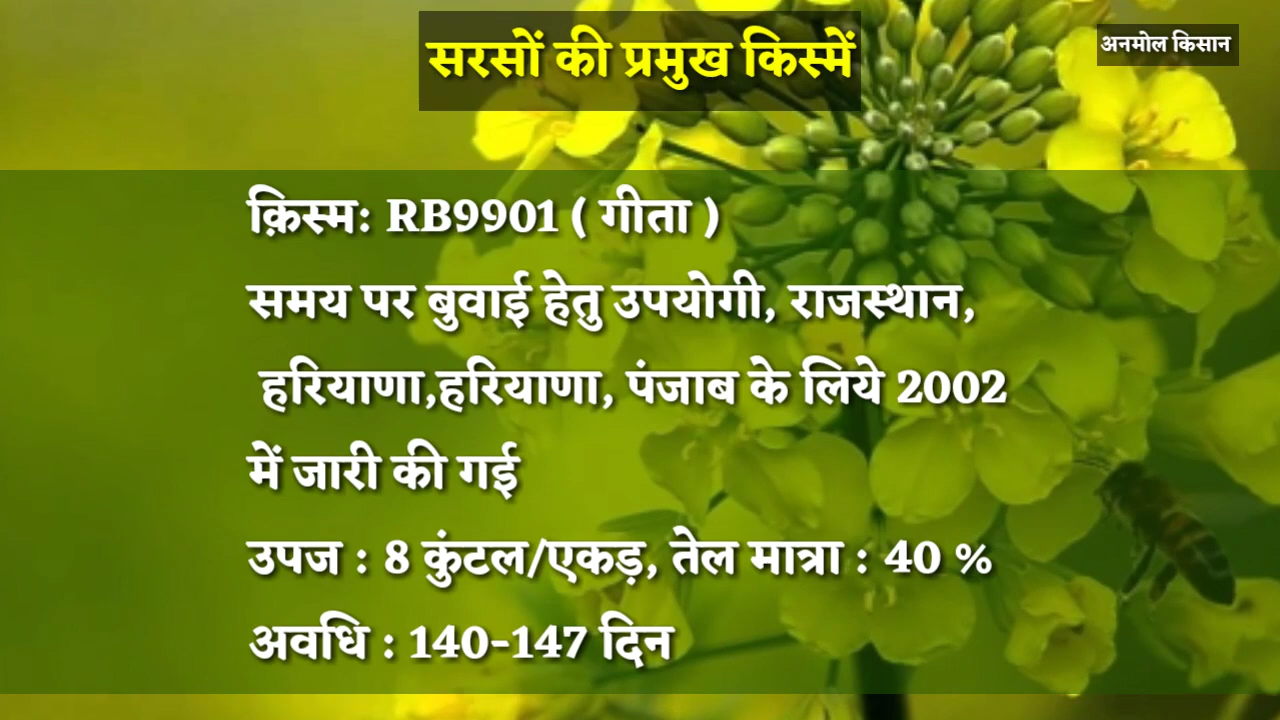 सरसों की प्रमुख किस्में
अनमोल किसान
क़िस्म: RB9901 ( गीता )
समय पर बुवाई हेतु उपयोगी, राजस्थान,
हरियाणा,हरियाणा, पंजाब के लिये 2002
में जारी की गई
उपज : 8 कुंटल/एकड़, तेल मात्रा : 40 %
अवधि : 140-147 दिन